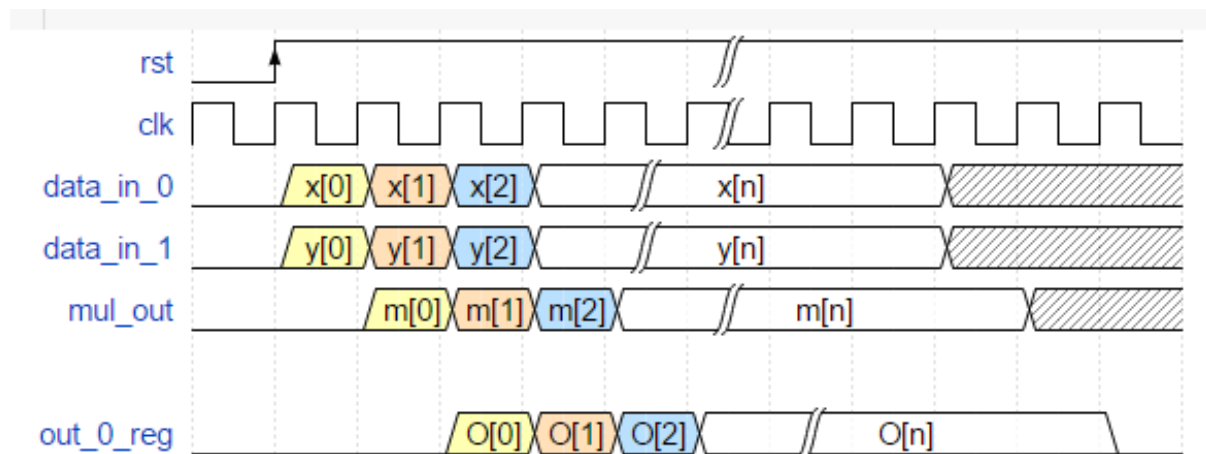 rst
clk
data_in_0 x[0] x[1] x[2] x[n]
data_in_1 y[0] y[1] y[2] y[n]
mul_out m[0] m[1] m[2] m[n]
out_0_reg O[0] O[1] O[2] O[n]